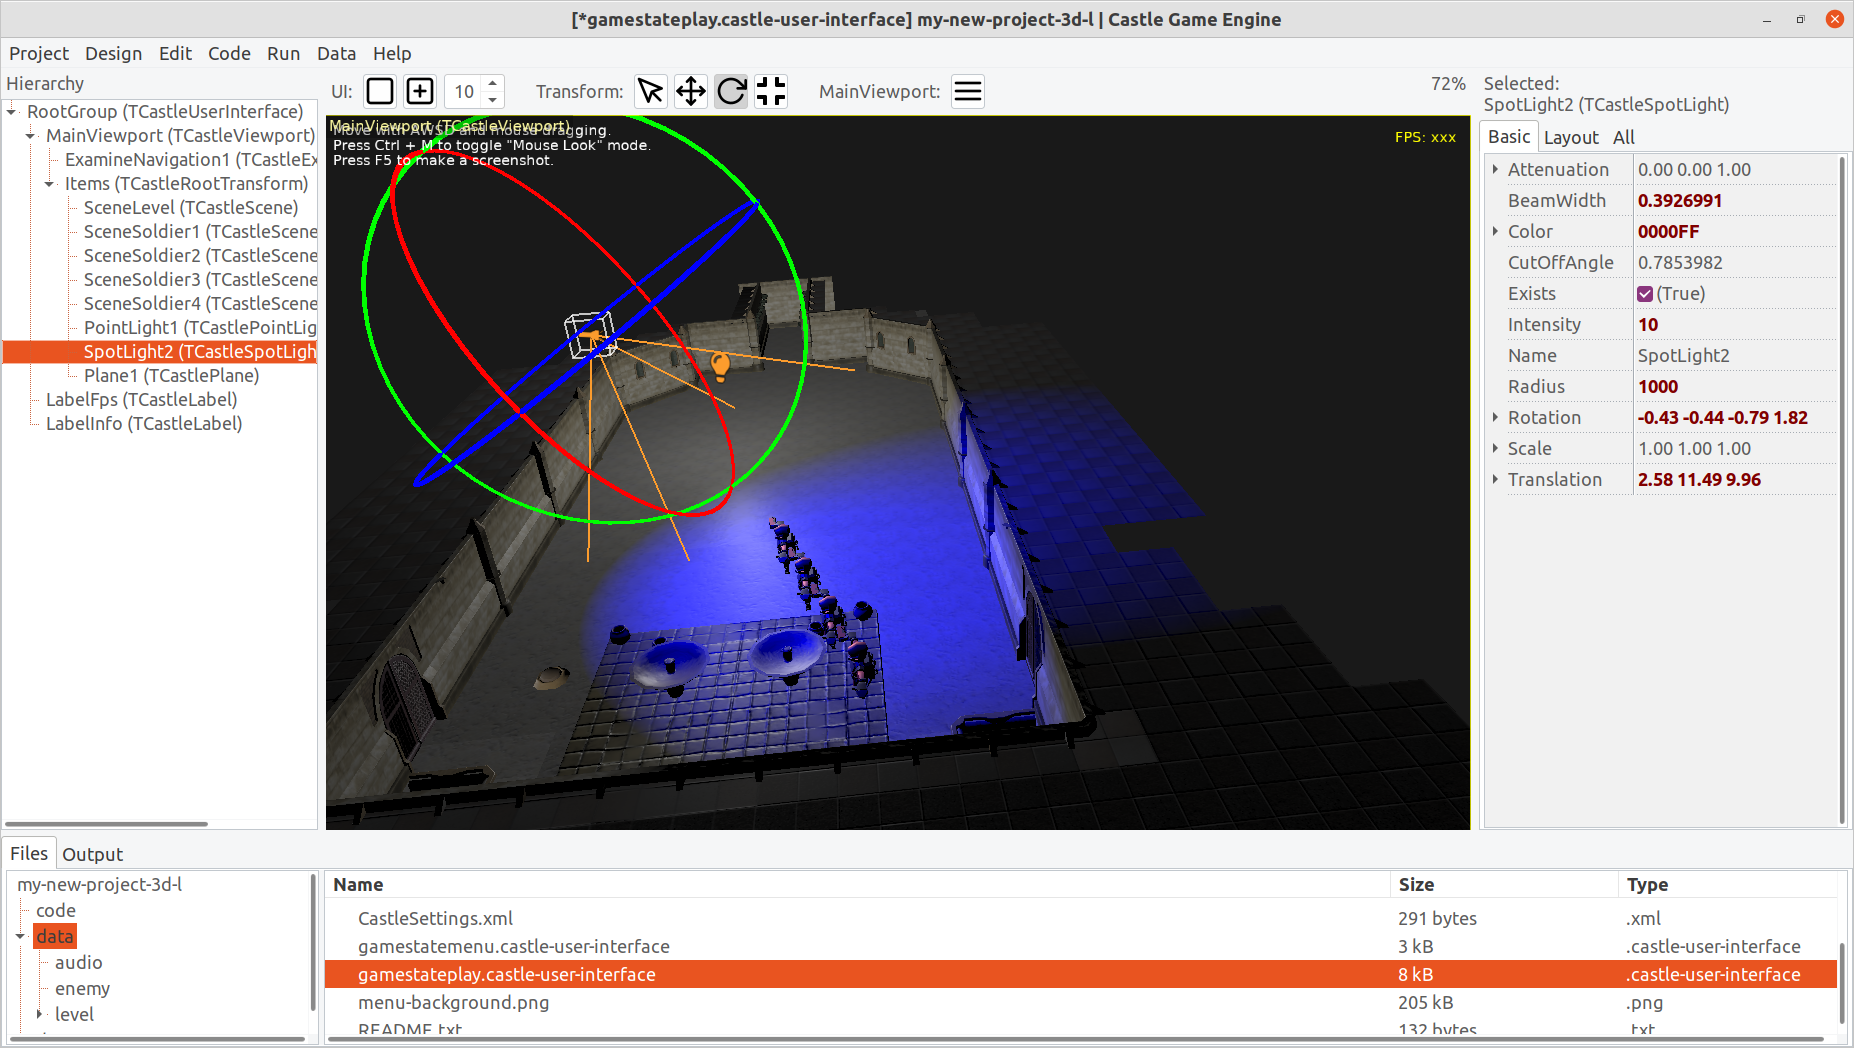 [*gamestateplay.castle-user-interface] my-new-project-3d-l | Castle Game Engine
Project Design Edit Code Run Data Help
Hierarchy
RootGroup (TCastleUserInterface)
MainViewport (TCastleViewport)
ExamineNavigation1 (TCastleEx
Items (TCastleRootTransform)
SceneLevel (TCastleScene)
SceneSoldier1 (TCastleScene
SceneSoldier2 (TCastleScene
SceneSoldier3 (TCastleScene
SceneSoldier4 (TCastleScene
PointLight1 (TCastlePointLig
SpotLight2 (TCastleSpotLigh
Plane1 (TCastlePlane)
LabelFps (TCastleLabel)
LabelInfo (TCastleLabel)
UI: 10 Transform: MainViewport: 72%
MainViewport (TCastleViewport)
Move with AWSD and mouse dragging.
Press Ctrl + M to toggle "Mouse Look" mode.
Press F5 to make a screenshot.
FPS: xxx
Selected:
SpotLight2 (TCastleSpotLight)
Basic Layout All
Attenuation 0.00 0.00 1.00
BeamWidth 0.3926991
Color 0000FF
CutOffAngle 0.7853982
Exists (True)
Intensity 10
Name SpotLight2
Radius 1000
Rotation -0.43 -0.44 -0.79 1.82
Scale 1.00 1.00 1.00
Translation 2.58 11.49 9.96
Files Output
my-new-project-3d-l
code
data
audio
enemy
level
Name Size Type
CastleSettings.xml 291 bytes .xml
gamestatemenu.castle-user-interface 3 kB .castle-user-interface
gamestateplay.castle-user-interface 8 kB .castle-user-interface
menu-background.png 205 kB .png
README.txt 132 bytes .txt